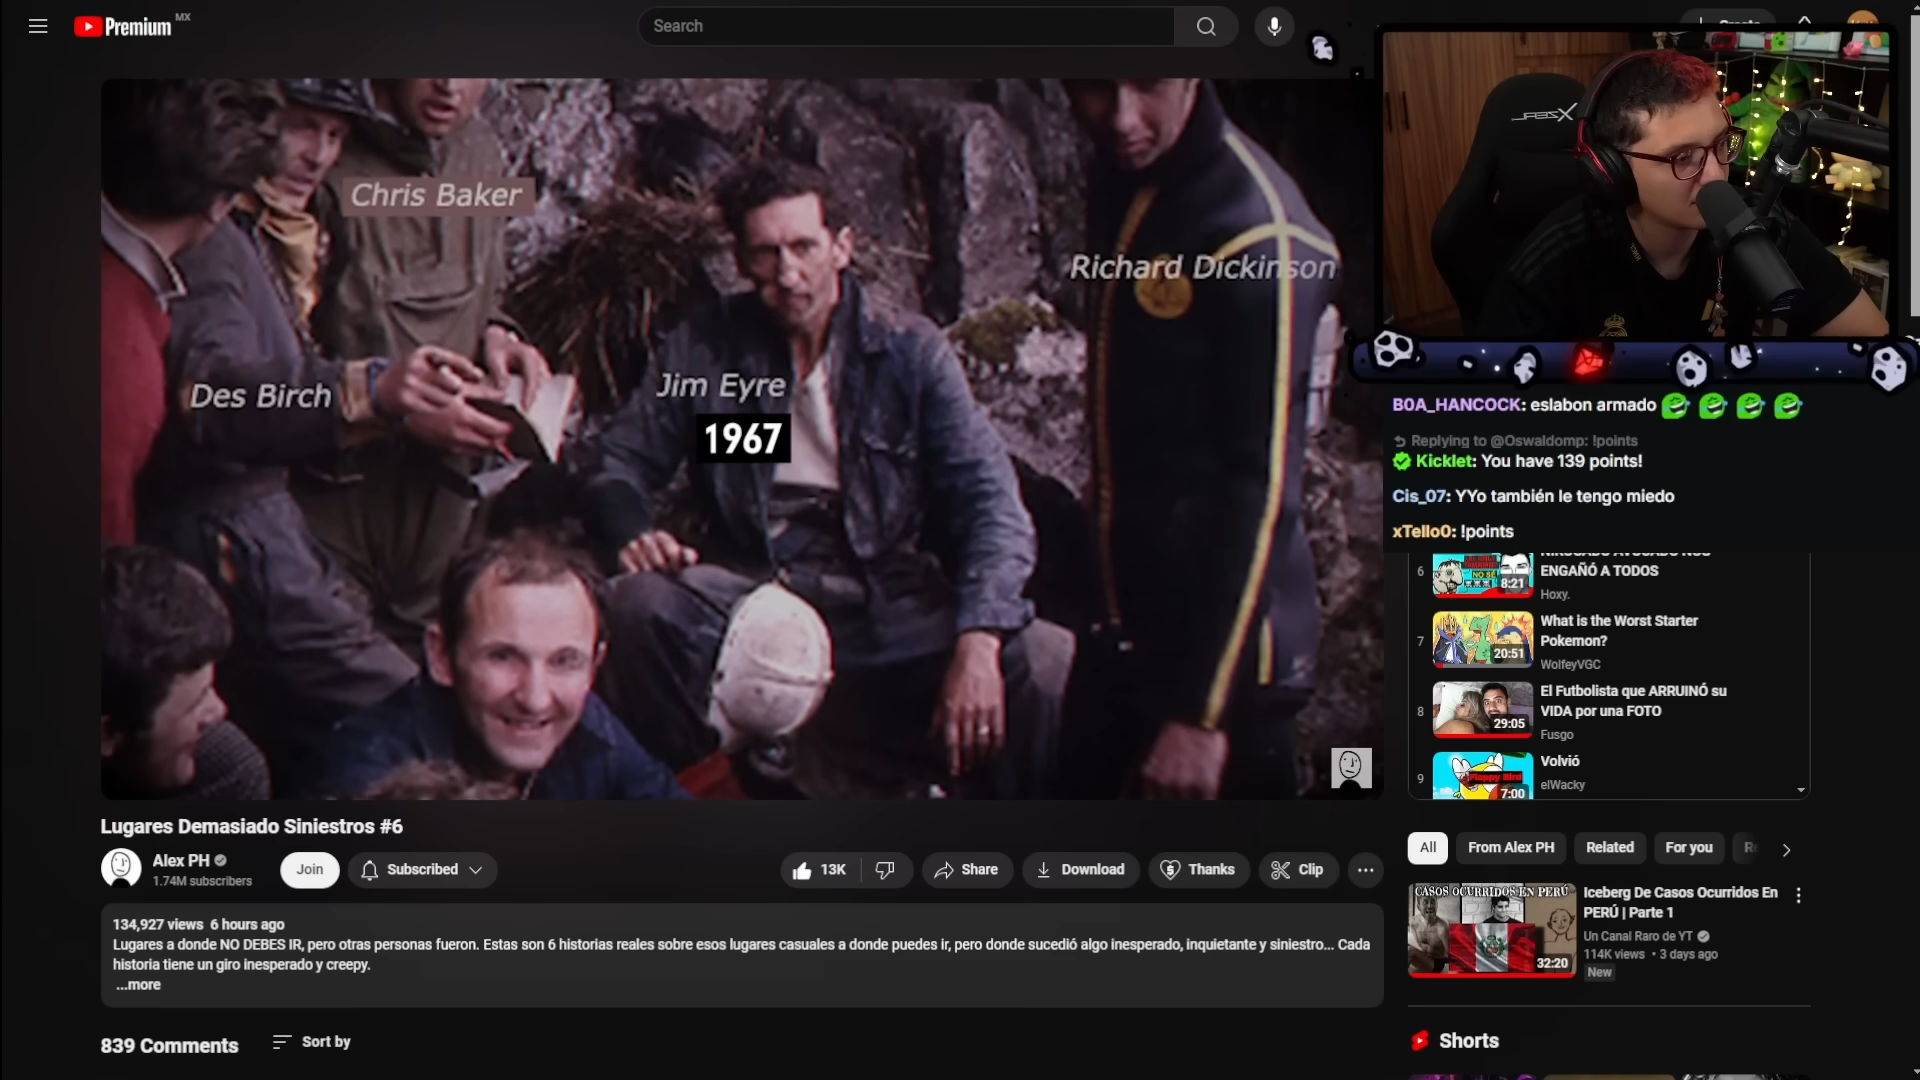 Premium MX
Search
Create
Chris Baker
Richard Dickinson
Des Birch
Jim Eyre
1967
B0A_HANCOCK: eslabon armado
Replying to @Oswaldomp: !points
Kicklet: You have 139 points!
Cis_07: YYo también le tengo miedo
xTello0: !points
6
8:21
NIKOCADO AVOCADO NOS
ENGAÑÓ A TODOS
Hoxy.
7
20:51
What is the Worst Starter
Pokemon?
WolfeyVGC
8
29:05
El Futbolista que ARRUINÓ su
VIDA por una FOTO
Fusgo
9
Floppy Bird
7:00
Volvió
elWacky
Lugares Demasiado Siniestros #6
Alex PH
1.74M subscribers
Join
Subscribed
13K
Share
Download
Thanks
Clip
134,927 views 6 hours ago
Lugares a donde NO DEBES IR, pero otras personas fueron. Estas son 6 historias reales sobre esos lugares casuales a donde puedes ir, pero donde sucedió algo inesperado, inquietante y siniestro... Cada
historia tiene un giro inesperado y creepy.
...more
839 Comments
Sort by
All
From Alex PH
Related
For you
CASOS OCURRIDOS EN PERÚ
32:20
Iceberg De Casos Ocurridos En
PERÚ | Parte 1
Un Canal Raro de YT
114K views • 3 days ago
New
Shorts